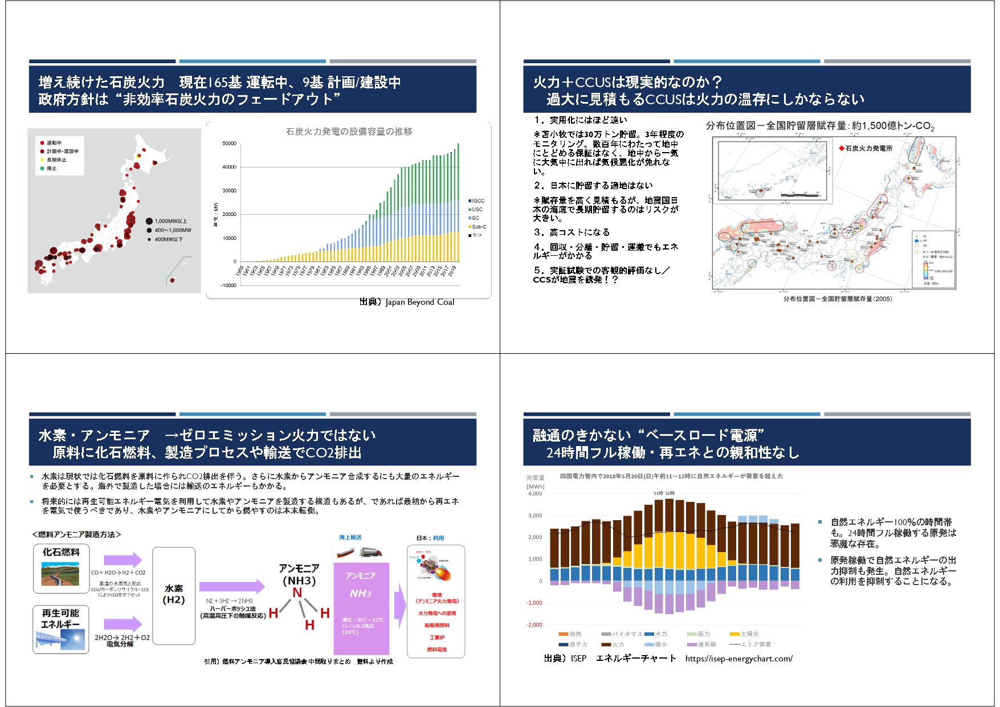 増え続けた石炭火力　現在165基 運転中、9基 計画/建設中
政府方針は“非効率石炭火力のフェードアウト”
運転中
計画中・建設中
長期休止
廃止
1,000MW以上
400～1,000MW
400MW以下
石炭火力発電の設備容量の推移
単位：MW
50000
40000
30000
20000
10000
0
-10000
1959
1961
1963
1965
1967
1969
1971
1973
1975
1977
1979
1981
1983
1985
1987
1989
1991
1993
1995
1997
1999
2001
2003
2005
2007
2009
2011
2013
2015
2017
2019
IGCC
USC
SC
Sub-C
廃止
出典）Japan Beyond Coal
火力＋CCUSは現実的なのか？
過大に見積もるCCUSは火力の温存にしかならない
１．実用化にはほど遠い
＊苫小牧では30万トン貯留。3年程度の
モニタリング。数百年にわたって地中
にとどめる保証はなく、地中から一気
に大気中に出れば気候悪化が免れな
い。
２．日本に貯留する適地はない
＊賦存量を高く見積もるが、地震国日
本の海底で長期貯留するのはリスクが
大きい。
３．高コストになる
４．回収・分離・貯留・運搬でもエネ
ルギーがかかる
５．実証試験での客観的評価なし／
CCSが地震を誘発！？
分布位置図－全国貯留層賦存量：約1,500億トン-CO2
◆石炭火力発電所
A1
A2
A3
B-1（水溶性ガス田）
水深 200m
分布位置図－全国貯留層賦存量（2005）
水素・アンモニア　→ゼロエミッション火力ではない
原料に化石燃料、製造プロセスや輸送でCO2排出
水素は現状では化石燃料を原料に作られCO2排出を伴う。さらに水素からアンモニア合成するにも大量のエネルギー
を必要とする。海外で製造した場合には輸送のエネルギーもかかる。
将来的には再生可能エネルギー電気を利用して水素やアンモニアを製造する構造もあるが、であれば最初から再エネ
を電気で使うべきであり、水素やアンモニアにしてから燃やすのは本末転倒。
＜燃料アンモニア製造方法＞
化石燃料
CO＋H2O→H2＋CO2
高温の水蒸気と反応
CCU/カーボンリサイクル・CCS
によりCO2をオフセット
再生可能
エネルギー
2H2O→ 2H2＋O2
電気分解
水素
(H2)
N2＋3H2 → 2NH3
ハーバーボッシュ法
(高温高圧下の触媒反応)
アンモニア
(NH3)
N
H
H
H
海上輸送
アンモニア
NH3
液化：常圧－33℃
もしくは8.5気圧
(20℃)
日本：利用
専焼
(アンモニア火力発電)
火力発電への混焼
船舶用燃料
工業炉
燃料電池
引用）燃料アンモニア導入官民協議会 中間取りまとめ　資料より作成
融通のきかない“ベースロード電源”
24時間フル稼働・再エネとの親和性なし
発電量
[MWh]
四国電力管内で2018年5月20日(日)午前11～12時に自然エネルギーが需要を超えた
11時 12時
4,000
3,000
2,000
1,000
0
-1,000
-2,000
地熱
バイオマス
水力
風力
太陽光
原子力
火力
揚水
連系線
エリア需要
自然エネルギー100%の時間帯
も。24時間フル稼働する原発は
邪魔な存在。
原発稼働で自然エネルギーの出
力抑制も発生。自然エネルギー
の利用を抑制することになる。
出典）ISEP　エネルギーチャート　https://isep-energychart.com/